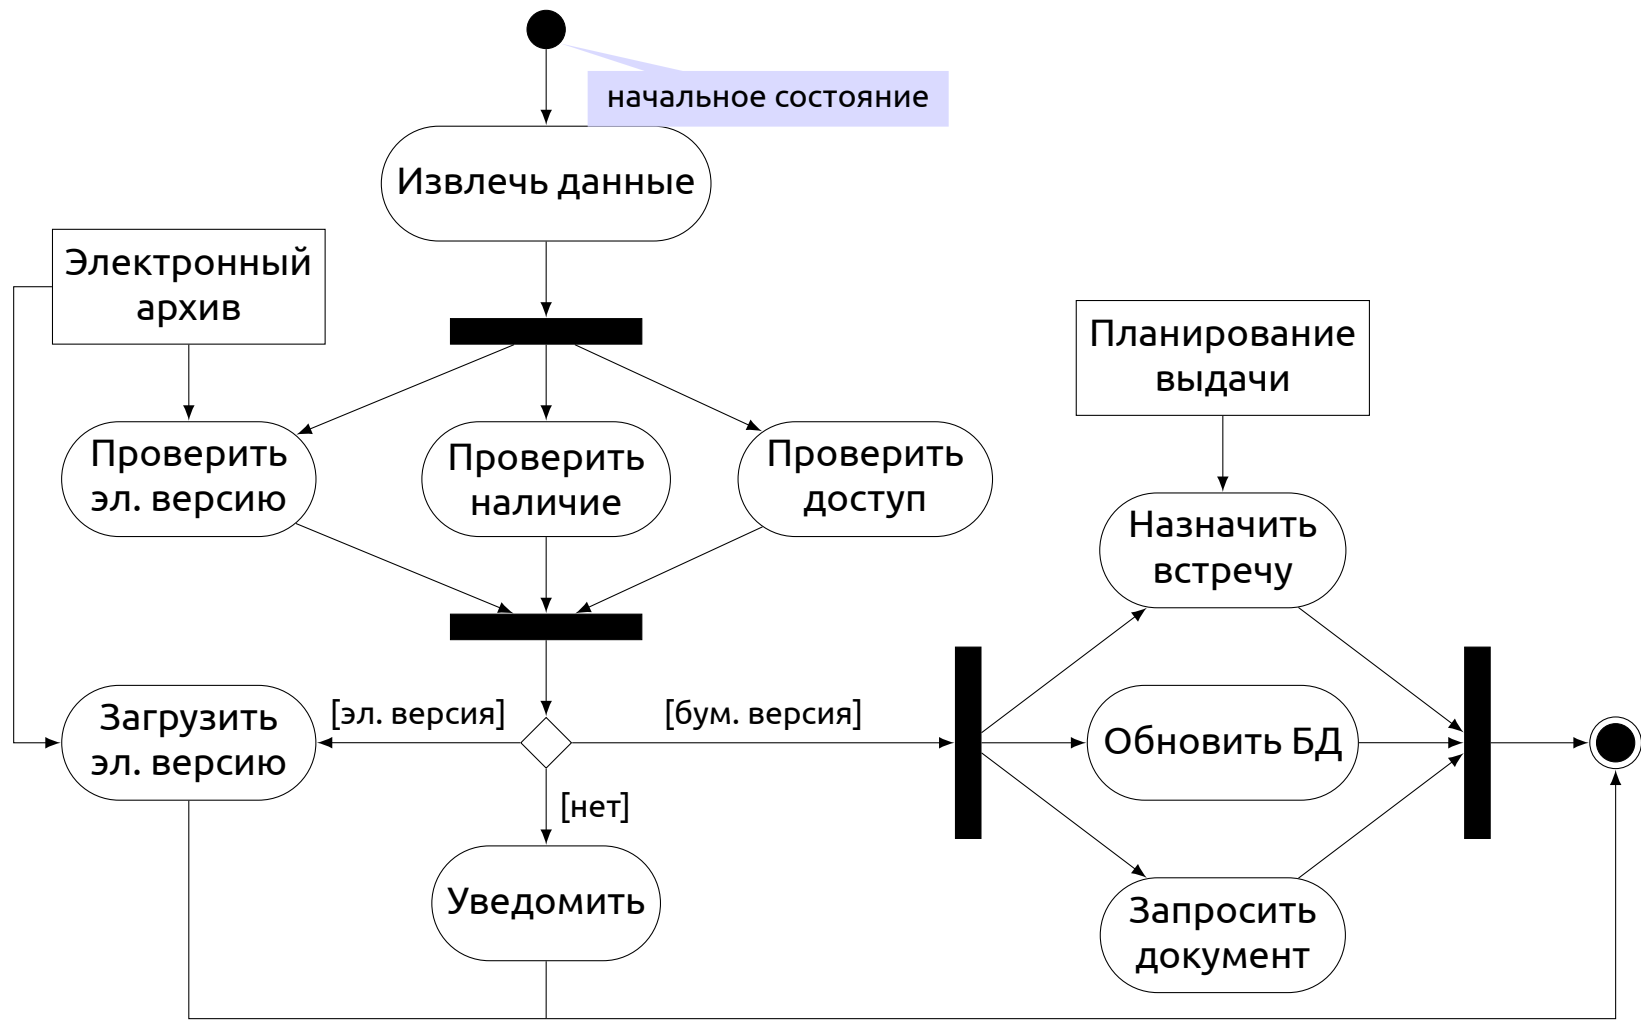 начальное состояние
Извлечь данные
Электронный
архив
Планирование
выдачи
Проверить
эл. версию
Проверить
наличие
Проверить
доступ
Назначить
встречу
Загрузить
эл. версию
[эл. версия]
[бум. версия]
Обновить БД
[нет]
Уведомить
Запросить
документ